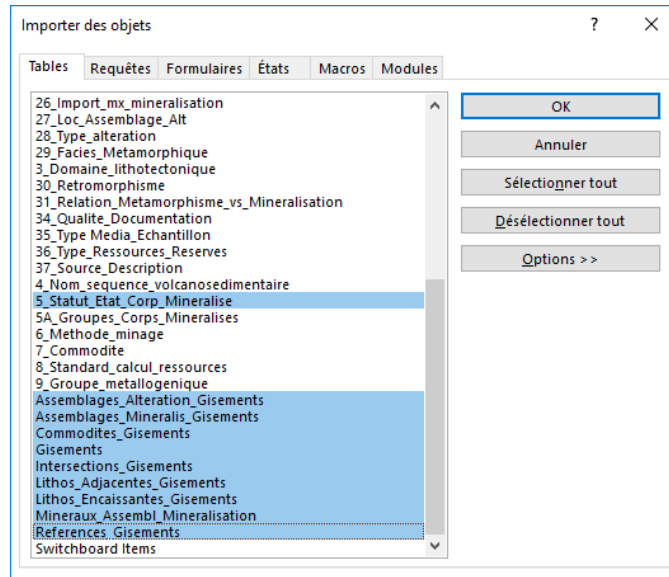 Importer des objets
?
Tables Requêtes Formulaires États Macros Modules
26_Import_mx_mineralisation
27_Loc_Assemblage_Alt
28_Type_alteration
29_Facies_Metamorphique
3_Domaine_lithotectonique
30_Retromorphisme
31_Relation_Metamorphisme_vs_Mineralisation
34_Qualite_Documentation
35_Type Media_Echantillon
36_Type_Ressources_Reserves
37_Source_Description
4_Nom_sequence_volcanosedimentaire
5_Statut_Etat_Corp_Mineralise
5A_Groupes_Corps_Mineralises
6_Methode_minage
7_Commodite
8_Standard_calcul_ressources
9_Groupe_metallogenique
Assemblages_Alteration_Gisements
Assemblages_Mineralis_Gisements
Commodites_Gisements
Gisements
Intersections_Gisements
Lithos_Adjacentes_Gisements
Lithos_Encaissantes_Gisements
Mineraux_Assembl_Mineralisation
References_Gisements
Switchboard Items
OK
Annuler
Sélectionner tout
Désélectionner tout
Options >>